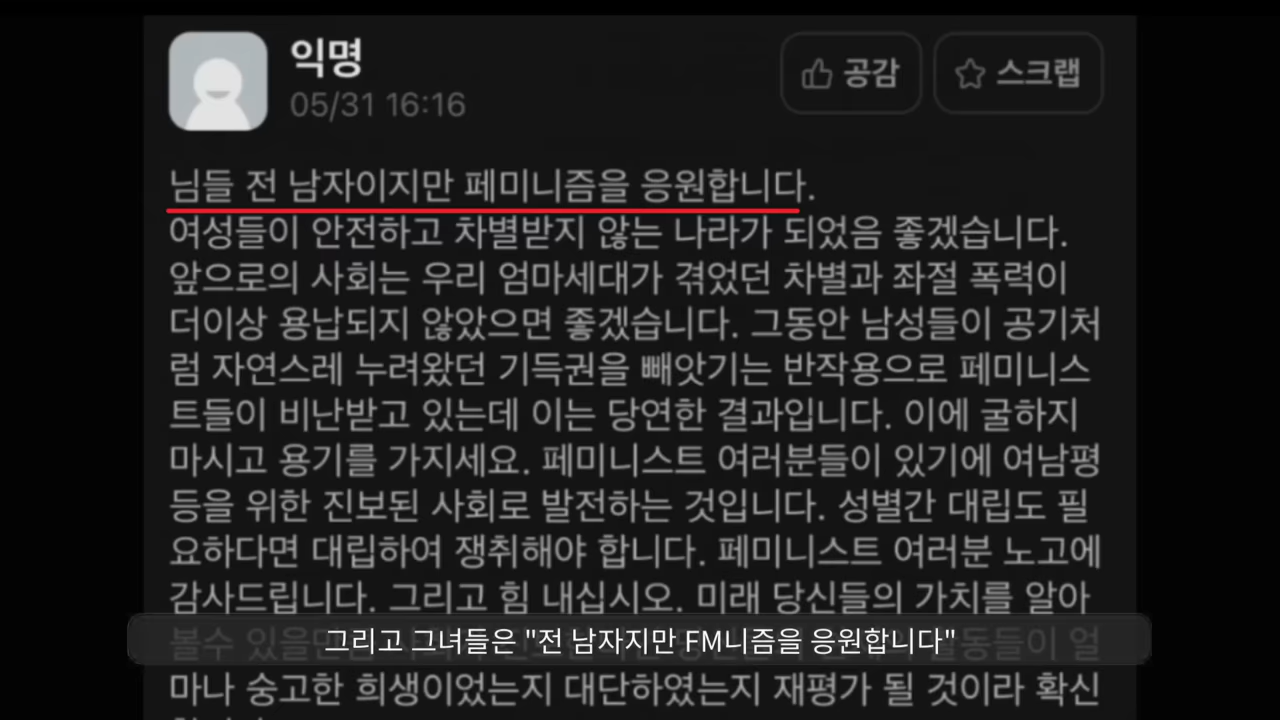 익명
05/31 16:16
공감
스크랩
님들 전 남자이지만 페미니즘을 응원합니다.
여성들이 안전하고 차별받지 않는 나라가 되었음 좋겠습니다.
앞으로의 사회는 우리 엄마세대가 겪었던 차별과 좌절 폭력이
더이상 용납되지 않았으면 좋겠습니다. 그동안 남성들이 공기처
럼 자연스레 누려왔던 기득권을 빼앗기는 반작용으로 페미니스
트들이 비난받고 있는데 이는 당연한 결과입니다. 이에 굴하지
마시고 용기를 가지세요. 페미니스트 여러분들이 있기에 여남평
등을 위한 진보된 사회로 발전하는 것입니다. 성별간 대립도 필
요하다면 대립하여 쟁취해야 합니다. 페미니스트 여러분 노고에
감사드립니다. 그리고 힘 내십시오. 미래 당신들의 가치를 알아
볼수 얼
그리고 그녀들은 "전 남자지만 FM니즘을 응원합니다"
마나 숭고한 희생이었는지 대단하였는지 재평가 될 것이라 확신